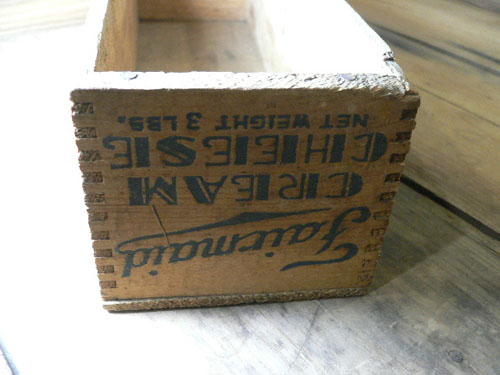 Fairmaid
CREAM
CHEESE
NET WEIGHT 3 LBS.